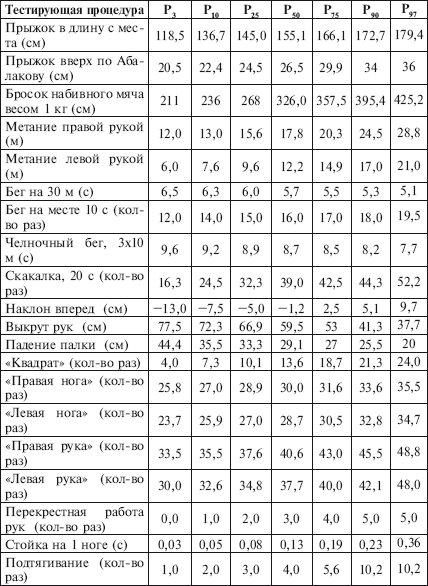 Тестирующая процедура P3 P10 P25 P50 P75 P90 P97
Прыжок в длину с мес-
та (см) 118,5 136,7 145,0 155,1 166,1 172,7 179,4
Прыжок вверх по Аба-
лакову (см) 20,5 22,4 24,5 26,5 29,9 34 36
Бросок набивного мяча
весом 1 кг (см) 211 236 268 326,0 357,5 395,4 425,2
Метание правой рукой
(м) 12,0 13,0 15,6 17,8 20,3 24,5 28,8
Метание левой рукой
(м) 6,0 7,6 9,6 12,2 14,9 17,0 21,0
Бег на 30 м (с) 6,5 6,3 6,0 5,7 5,5 5,3 5,1
Бег на месте 10 с (кол-
во раз) 12,0 14,0 15,0 16,0 17,0 18,0 19,5
Челночный бег, 3х10
м (с) 9,6 9,2 8,9 8,7 8,5 8,2 7,7
Скакалка, 20 с (кол-во
раз) 16,3 24,5 32,3 39,0 42,5 44,3 52,2
Наклон вперед (см) −13,0 −7,5 −5,0 −1,2 2,5 5,1 9,7
Выкрут рук (см) 77,5 72,3 66,9 59,5 53 41,3 37,7
Падение палки (см) 44,4 35,5 33,3 29,1 27 25,5 20
«Квадрат» (кол-во раз) 4,0 7,3 10,1 13,6 18,7 21,3 24,0
«Правая нога» (кол-во
раз) 25,8 27,0 28,9 30,0 31,6 33,6 35,5
«Левая нога» (кол-во
раз) 23,7 25,9 27,0 28,7 30,5 32,8 34,7
«Правая рука» (кол-во
раз) 33,5 35,5 37,6 40,6 43,0 45,5 48,8
«Левая рука» (кол-во
раз) 30,0 32,6 34,8 37,7 40,0 42,1 48,0
Перекрестная работа
рук (кол-во раз) 0,0 1,0 2,0 3,0 4,0 5,0 5,0
Стойка на 1 ноге (с) 0,03 0,05 0,08 0,13 0,19 0,23 0,36
Подтягивание (кол-во
раз) 1,0 2,0 3,0 4,0 5,6 10,2 10,2